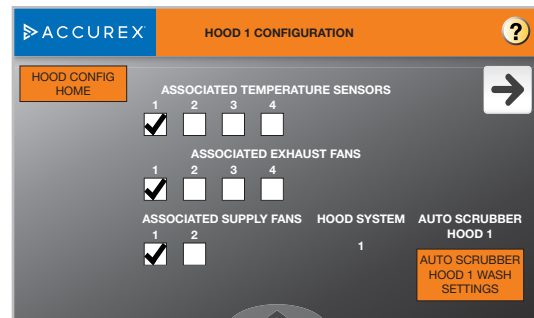 ACCUREX
HOOD 1 CONFIGURATION
?
HOOD CONFIG
HOME
ASSOCIATED TEMPERATURE SENSORS
1 2 3 4
ASSOCIATED EXHAUST FANS
1 2 3 4
ASSOCIATED SUPPLY FANS
1 2
HOOD SYSTEM
1
AUTO SCRUBBER
HOOD 1
AUTO SCRUBBER
HOOD 1 WASH
SETTINGS